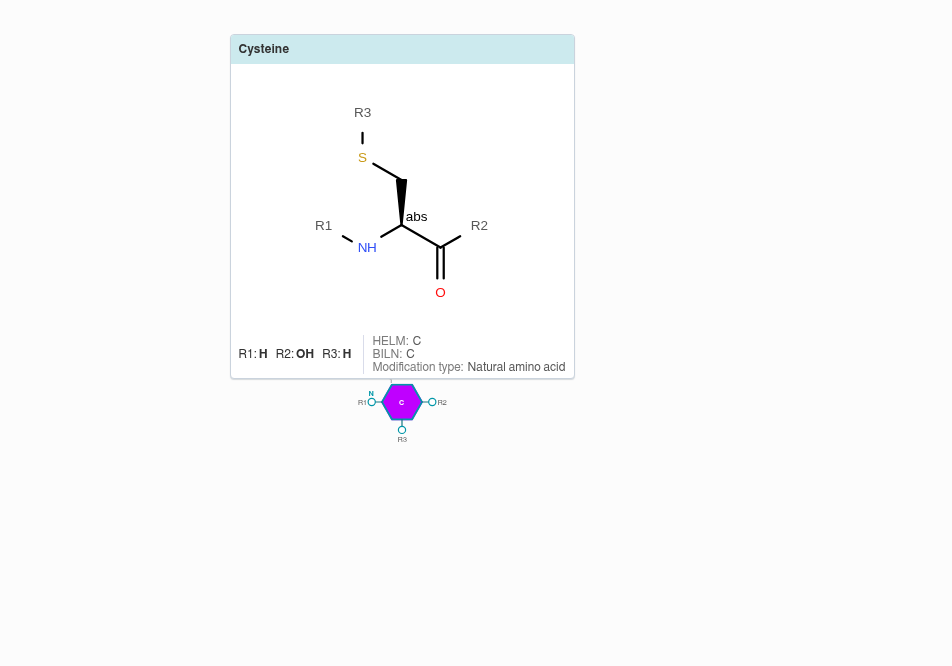 Cysteine
R3
S
abs
R1
R2
NH
O
R1: H R2: OH R3: H
HELM: C
BILN: C
Modification type: Natural amino acid
N
R1
C
R2
R3